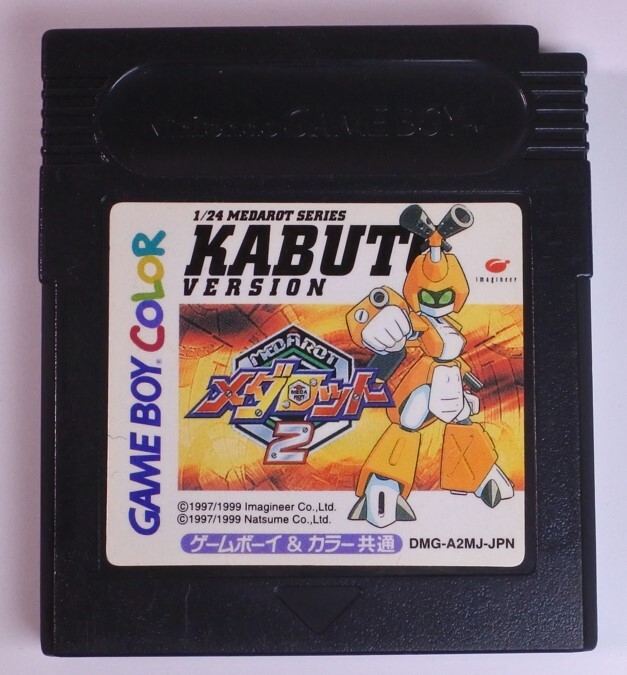 Nintendo GAME BOY
1/24 MEDAROT SERIES
KABUTO
VERSION
imagineer
GAME BOY COLOR
MEDAROT
メダロット
2
©1997/1999 Imagineer Co.,Ltd.
©1997/1999 Natsume Co.,Ltd.
ゲームボーイ & カラー共通
DMG-A2MJ-JPN